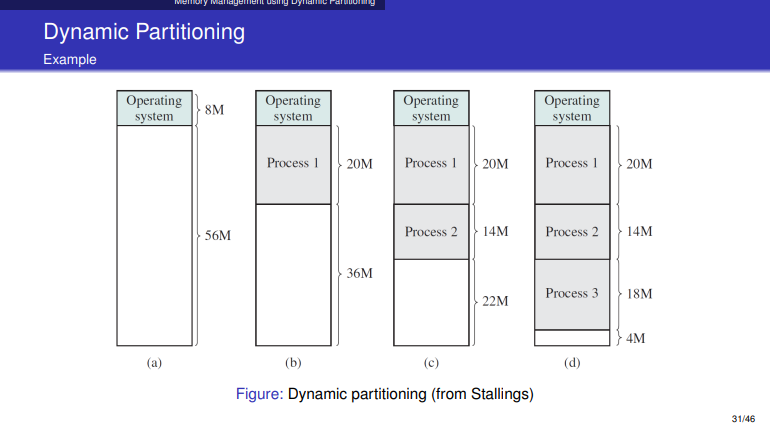 Memory Management using Dynamic Partitioning
Dynamic Partitioning
Example
Operating
system
8M
56M
(a)
Operating
system
Process 1
20M
36M
(b)
Operating
system
Process 1
20M
Process 2
14M
22M
(c)
Operating
system
Process 1
20M
Process 2
14M
Process 3
18M
4M
(d)
Figure: Dynamic partitioning (from Stallings)
31/46